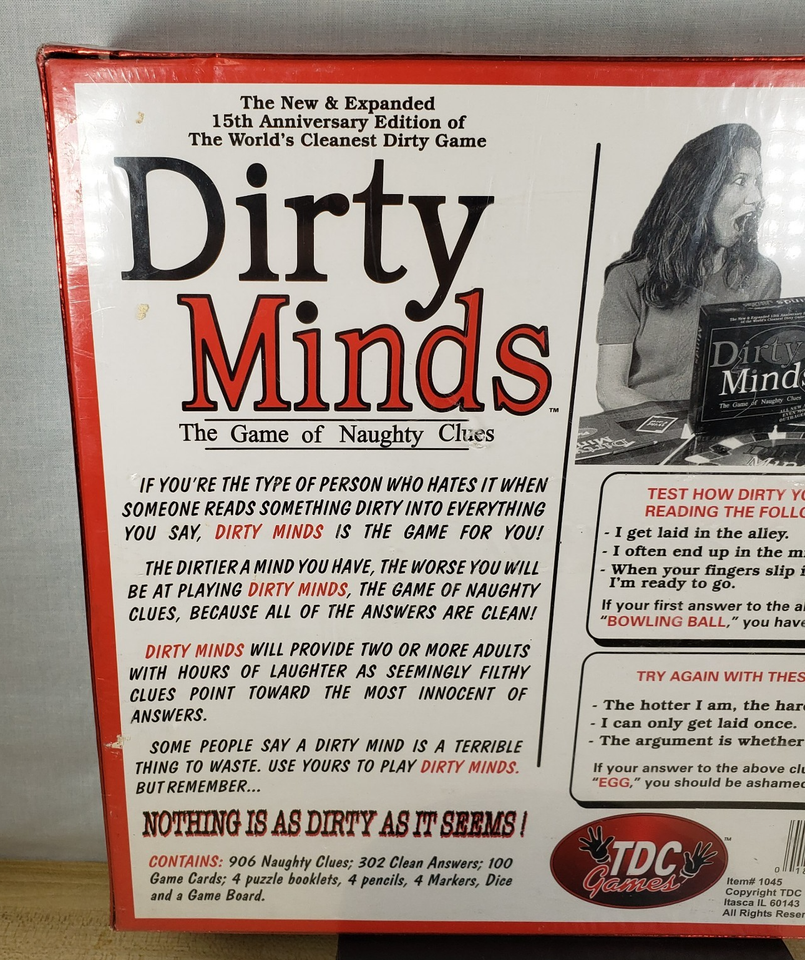 The New & Expanded
15th Anniversary Edition of
The World's Cleanest Dirty Game
Dirty
Minds™
The Game of Naughty Clues
IF YOU'RE THE TYPE OF PERSON WHO HATES IT WHEN
SOMEONE READS SOMETHING DIRTY INTO EVERYTHING
YOU SAY, DIRTY MINDS IS THE GAME FOR YOU!
THE DIRTIER A MIND YOU HAVE, THE WORSE YOU WILL
BE AT PLAYING DIRTY MINDS, THE GAME OF NAUGHTY
CLUES, BECAUSE ALL OF THE ANSWERS ARE CLEAN!
DIRTY MINDS WILL PROVIDE TWO OR MORE ADULTS
WITH HOURS OF LAUGHTER AS SEEMINGLY FILTHY
CLUES POINT TOWARD THE MOST INNOCENT OF
ANSWERS.
SOME PEOPLE SAY A DIRTY MIND IS A TERRIBLE
THING TO WASTE. USE YOURS TO PLAY DIRTY MINDS.
BUT REMEMBER...
NOTHING IS AS DIRTY AS IT SEEMS!
CONTAINS: 906 Naughty Clues; 302 Clean Answers; 100
Game Cards; 4 puzzle booklets, 4 pencils, 4 Markers, Dice
and a Game Board.
Dirty
Minds
The Game of Naughty Clues
TEST HOW DIRTY
READING THE
- I get laid in the alley.
- I often end up in the
- When your fingers slip
I'm ready to go.
If your first answer to the
"BOWLING BALL," you have
TRY AGAIN WITH
- The hotter I am, the
- I can only get laid once.
- The argument is whether
If your answer to the above
"EGG," you should be
TDC
Games™
Item# 1045
Copyright TDC
Itasca IL 60143
All Rights